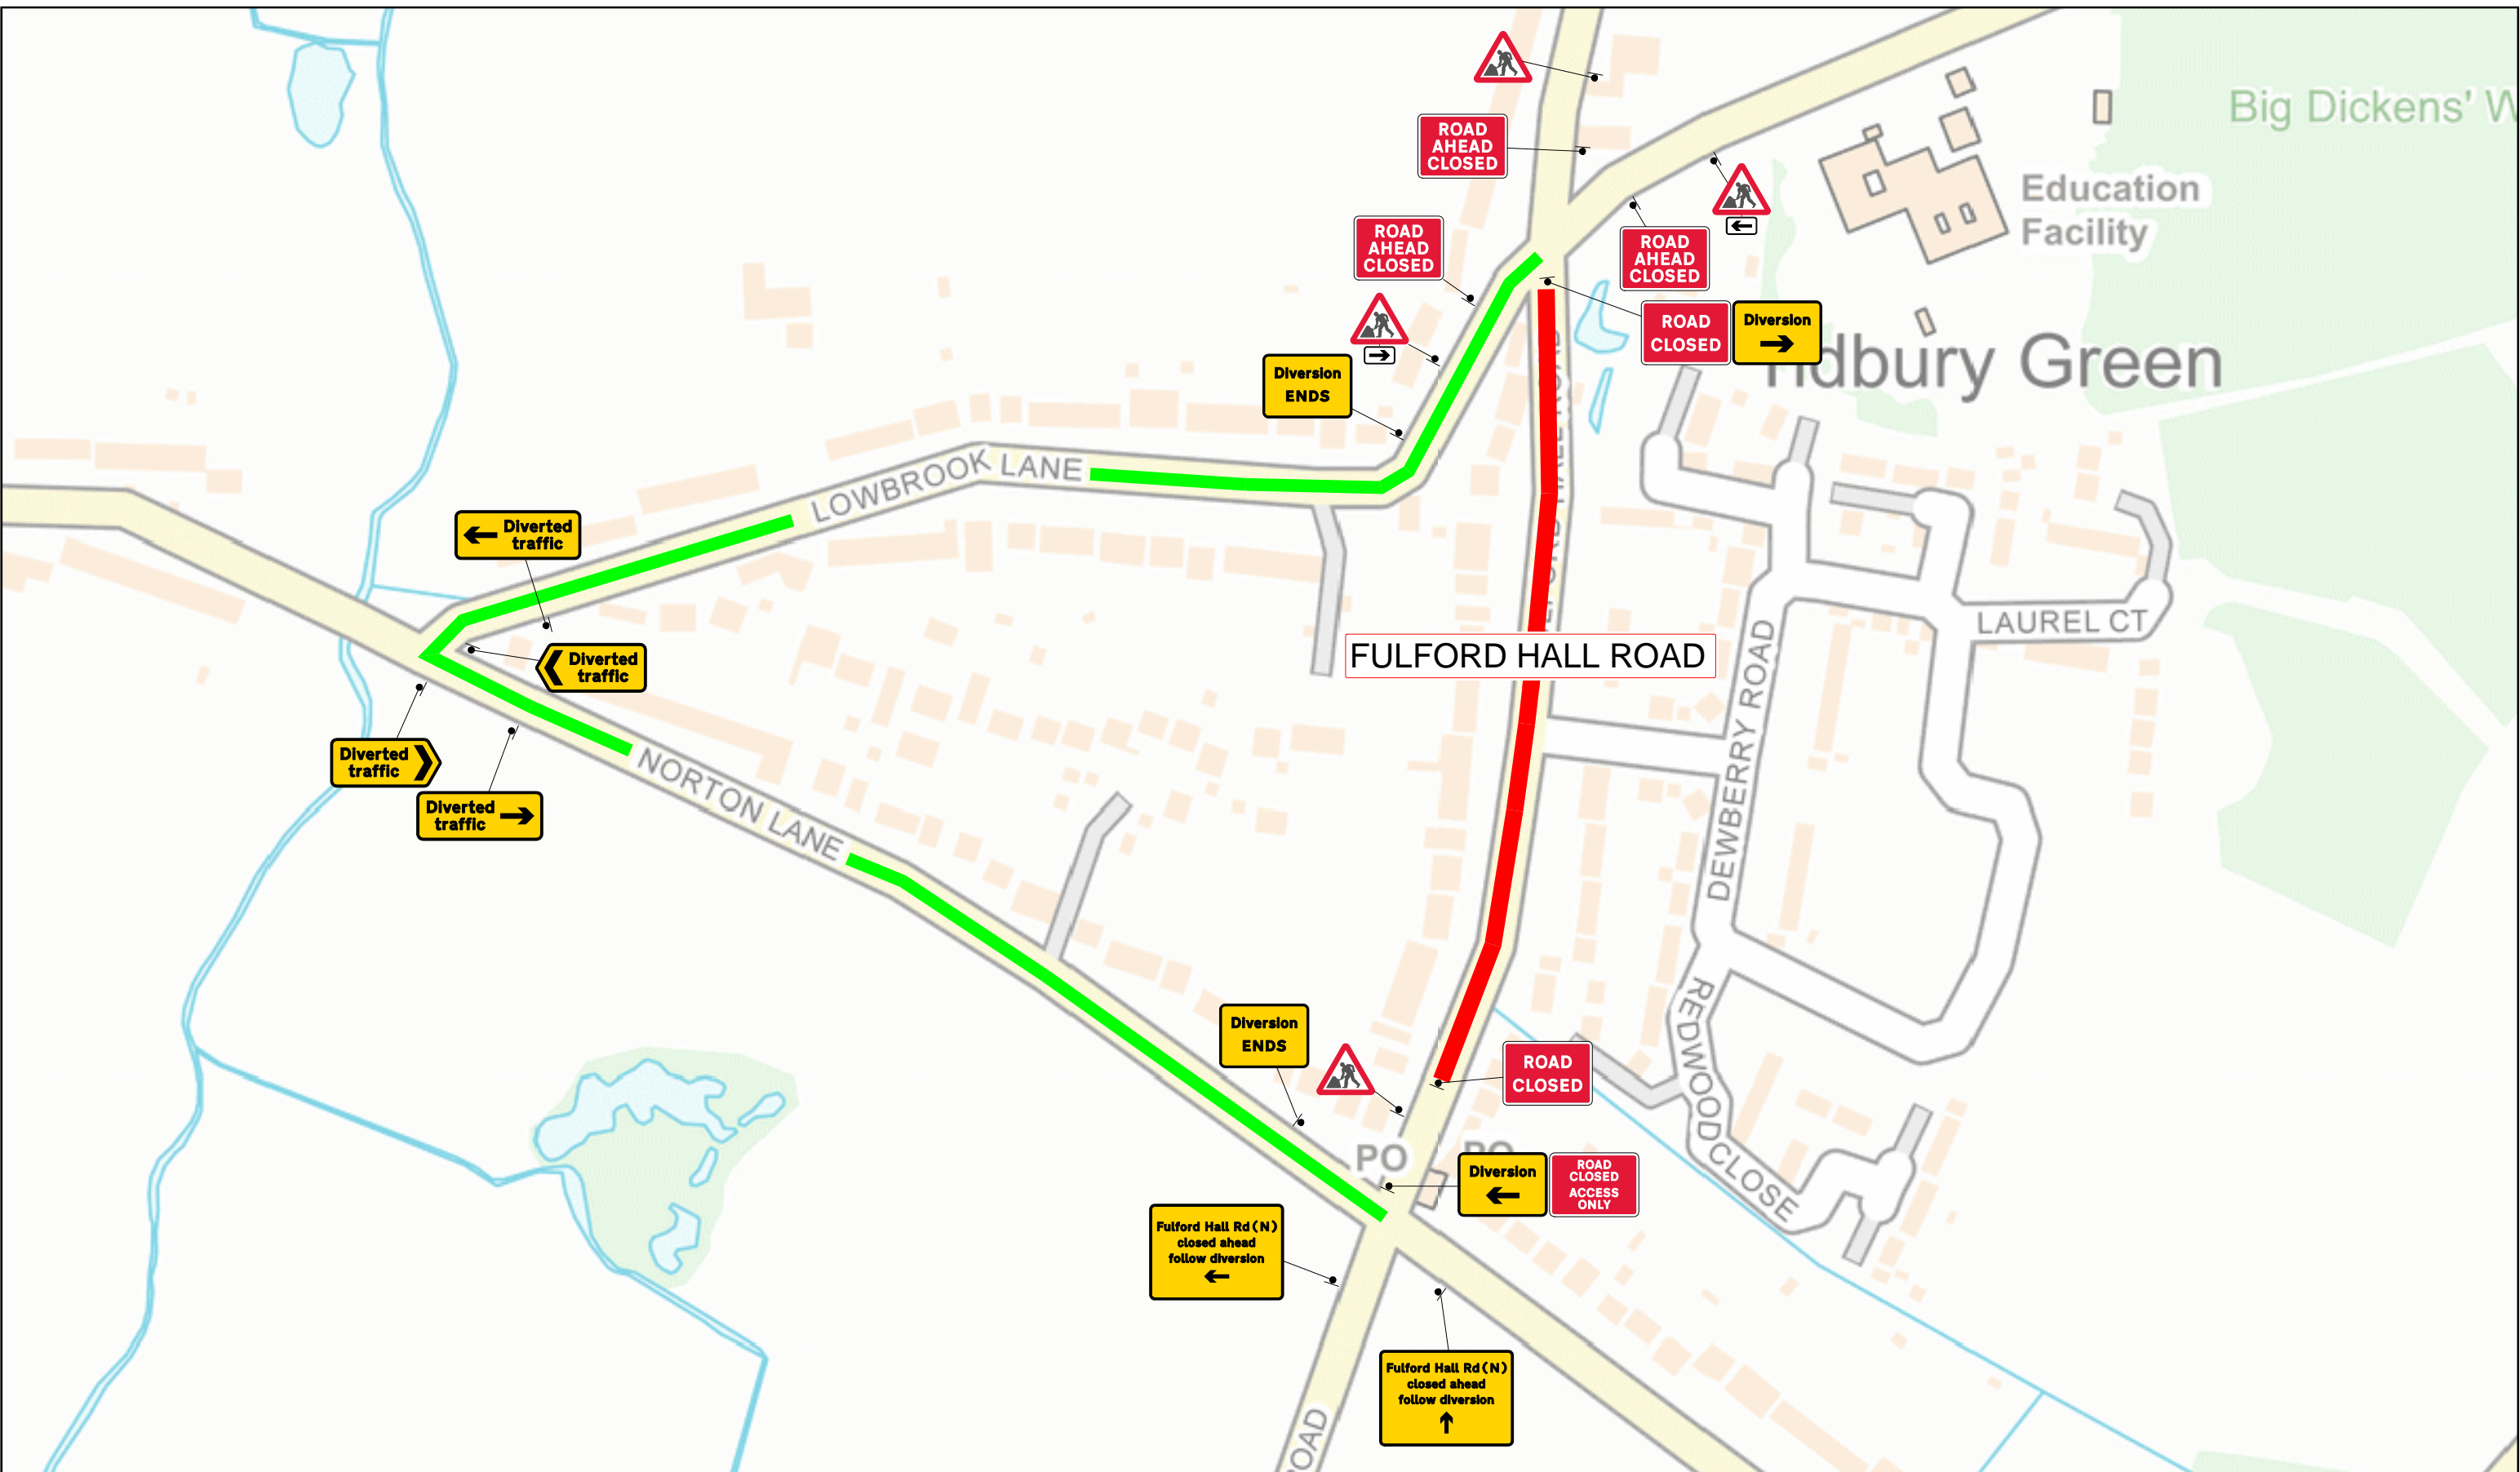 Big Dickens' W
ROAD
AHEAD
CLOSED
Education
Facility
ROAD
AHEAD
CLOSED
ROAD
AHEAD
CLOSED
ROAD
CLOSED
Diversion
Diversion
ENDS
dbury Green
LOWBROOK LANE
Diverted
traffic
LAUREL CT
FULFORD HALL ROAD
Diverted
traffic
DEWBERRY ROAD
Diverted
traffic
Diverted
traffic
NORTON LANE
REDWOOD CLOSE
Diversion
ENDS
ROAD
CLOSED
PO
PO
Diversion
ROAD
CLOSED
ACCESS
ONLY
Fulford Hall Rd (N)
closed ahead
follow diversion
Fulford Hall Rd (N)
closed ahead
follow diversion
OAD